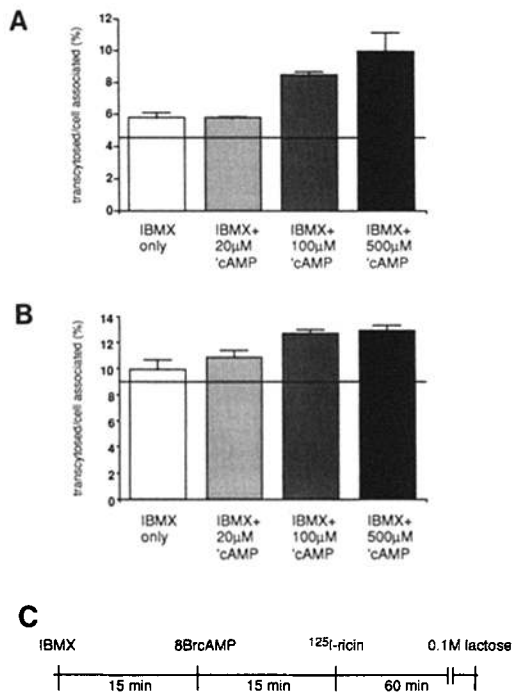 A
transcytosed/cell associated (%)
12
10
8
6
4
2
0
IBMX only
IBMX+ 20µM 'cAMP
IBMX+ 100µM 'cAMP
IBMX+ 500µM 'cAMP
B
transcytosed/cell associated (%)
14
12
10
8
6
4
2
0
IBMX only
IBMX+ 20µM 'cAMP
IBMX+ 100µM 'cAMP
IBMX+ 500µM 'cAMP
C
IBMX 8BrcAMP 125I-ricin 0.1M lactose
15 min 15 min 60 min